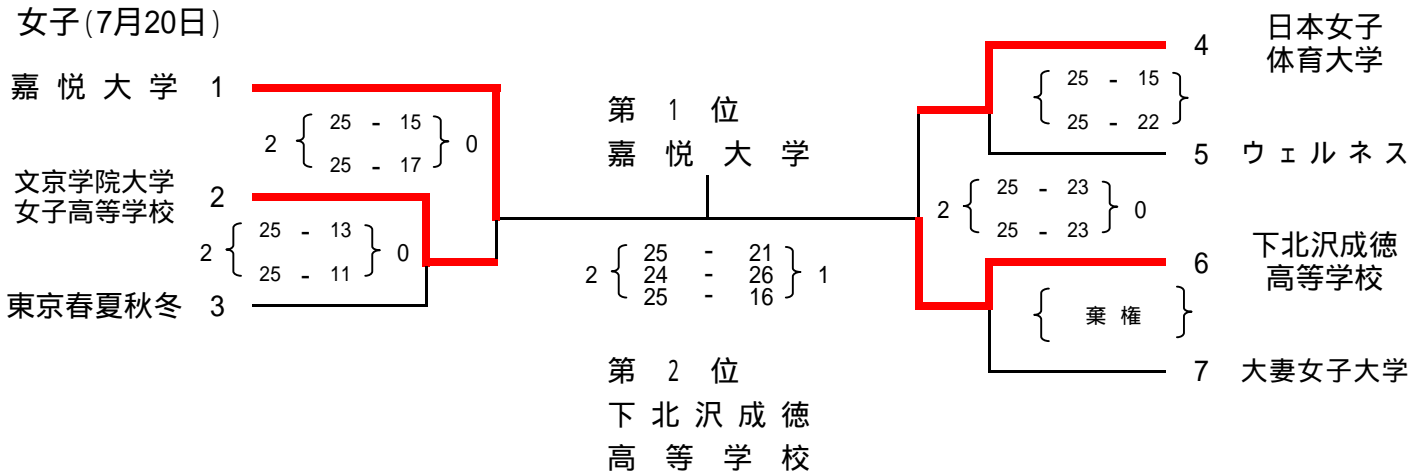 女子(7月20日)
嘉悦大学 1
2 { 25 - 15 } 0
25 - 17
文京学院大学
女子高等学校 2
2 { 25 - 13 } 0
25 - 11
東京春夏秋冬 3
第1位
嘉悦大学
2 { 25 - 21 } 1
24 - 26
25 - 16
第2位
下北沢成徳
高等学校
4 日本女子
体育大学
{ 25 - 15 }
25 - 22
5 ウェルネス
2 { 25 - 23 } 0
25 - 23
6 下北沢成徳
高等学校
{ 棄権 }
7 大妻女子大学